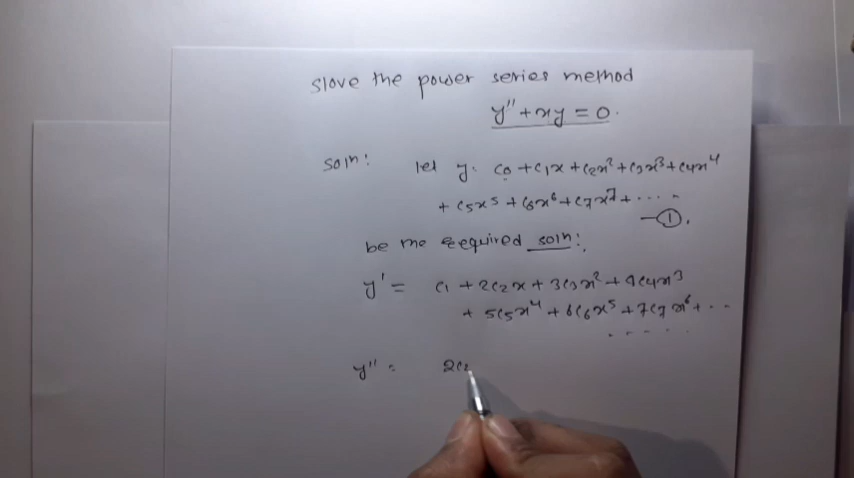 slove the power series method
y'' + xy = 0.
soln: let y = c₀ + c₁x + c₂x² + c₃x³ + c₄x⁴
+ c₅x⁵ + c₆x⁶ + c₇x⁷ + .....
—①.
be the required soln:
y' = c₁ + 2c₂x + 3c₃x² + 4c₄x³
+ 5c₅x⁴ + 6c₆x⁵ + 7c₇x⁶ + ...
.....
y'' = 2c₂